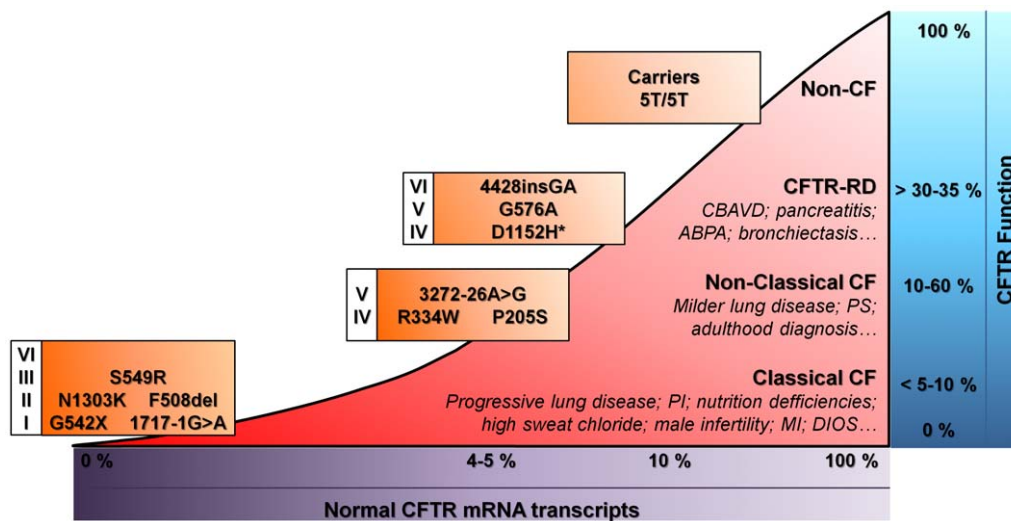 100 %
Carriers
5T/5T
Non-CF
VI 4428insGA
V G576A
IV D1152H*
CFTR-RD
CBAVD; pancreatitis;
ABPA; bronchiectasis…
> 30-35 %
V 3272-26A>G
IV R334W P205S
Non-Classical CF
Milder lung disease; PS;
adulthood diagnosis…
10-60 %
VI
III S549R
II N1303K F508del
I G542X 1717-1G>A
Classical CF
Progressive lung disease; PI; nutrition defficiencies;
high sweat chloride; male infertility; MI; DIOS…
< 5-10 %
0 %
CFTR Function
0 % 4-5 % 10 % 100 %
Normal CFTR mRNA transcripts